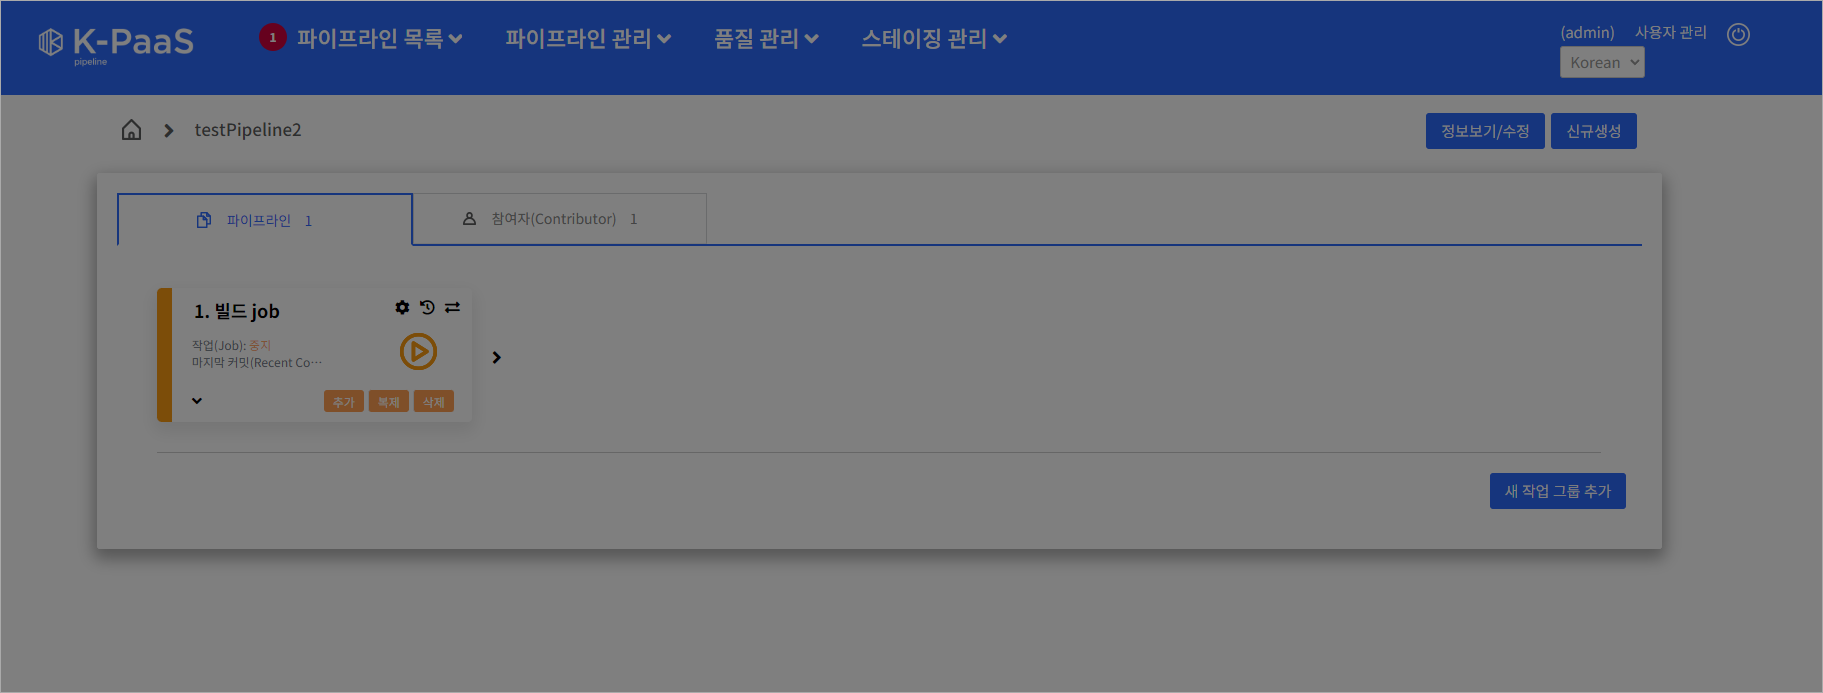 K-PaaS
pipeline
1 파이프라인 목록 파이프라인 관리 품질 관리 스테이징 관리
(admin) 사용자 관리
Korean
testPipeline2
정보보기/수정 신규생성
파이프라인 1 참여자(Contributor) 1
1. 빌드 job
작업(Job): 중지
마지막 커밋(Recent Co…
추가 복제 삭제
새 작업 그룹 추가